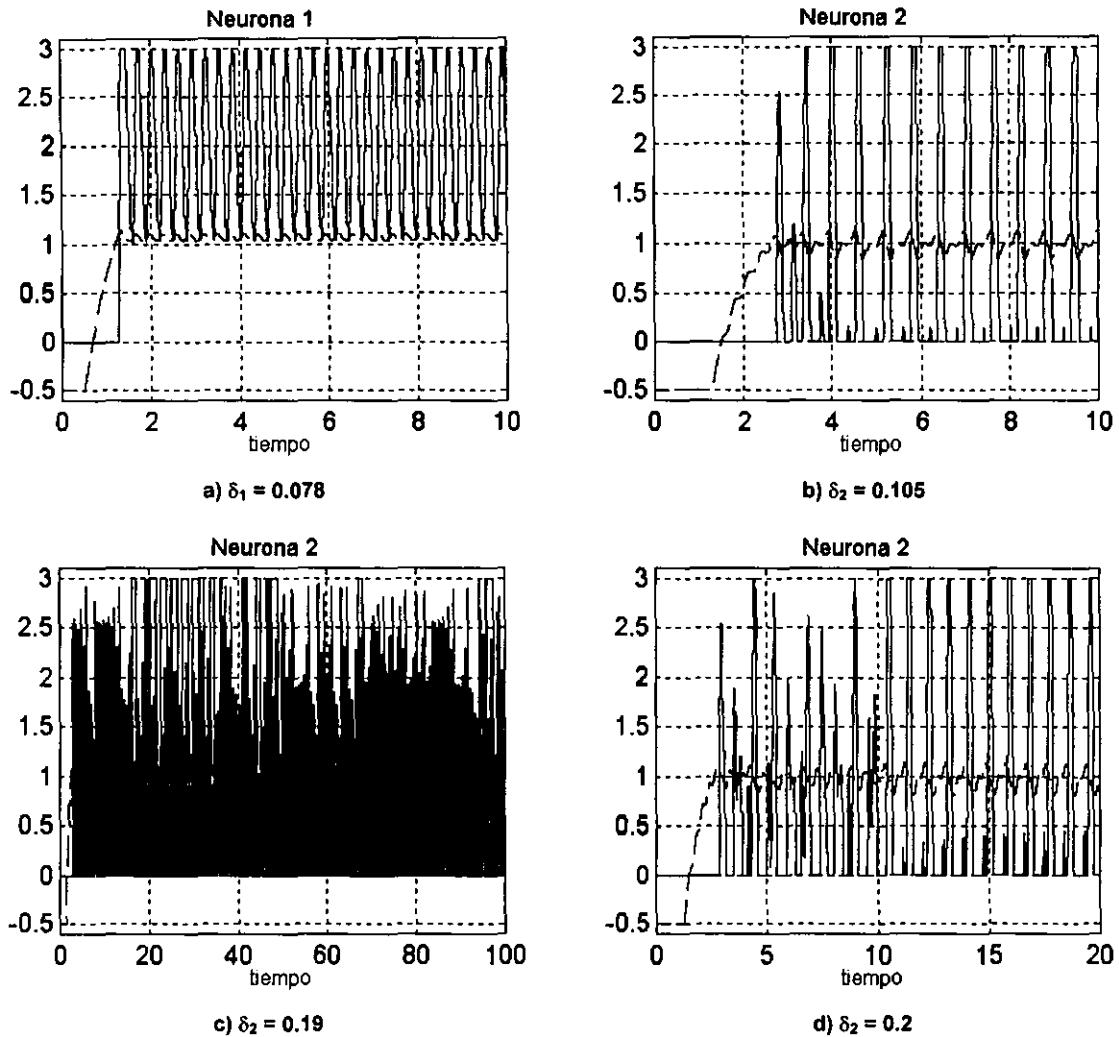 Neurona 1
3
2.5
2
1.5
1
0.5
0
-0.5
0 2 4 6 8 10
tiempo
a) δ₁ = 0.078
Neurona 2
3
2.5
2
1.5
1
0.5
0
-0.5
0 2 4 6 8 10
tiempo
b) δ₂ = 0.105
Neurona 2
3
2.5
2
1.5
1
0.5
0
-0.5
0 20 40 60 80 100
tiempo
c) δ₂ = 0.19
Neurona 2
3
2.5
2
1.5
1
0.5
0
-0.5
0 5 10 15 20
tiempo
d) δ₂ = 0.2